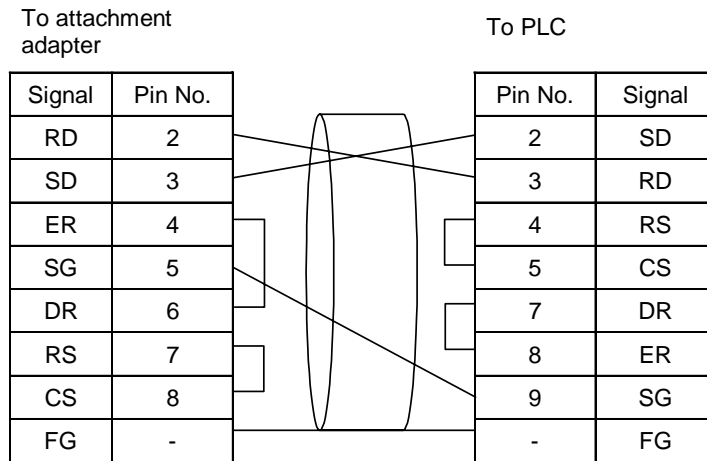 To attachment
adapter
To PLC
Signal Pin No. Pin No. Signal
RD 2 2 SD
SD 3 3 RD
ER 4 4 RS
SG 5 5 CS
DR 6 7 DR
RS 7 8 ER
CS 8 9 SG
FG - - FG